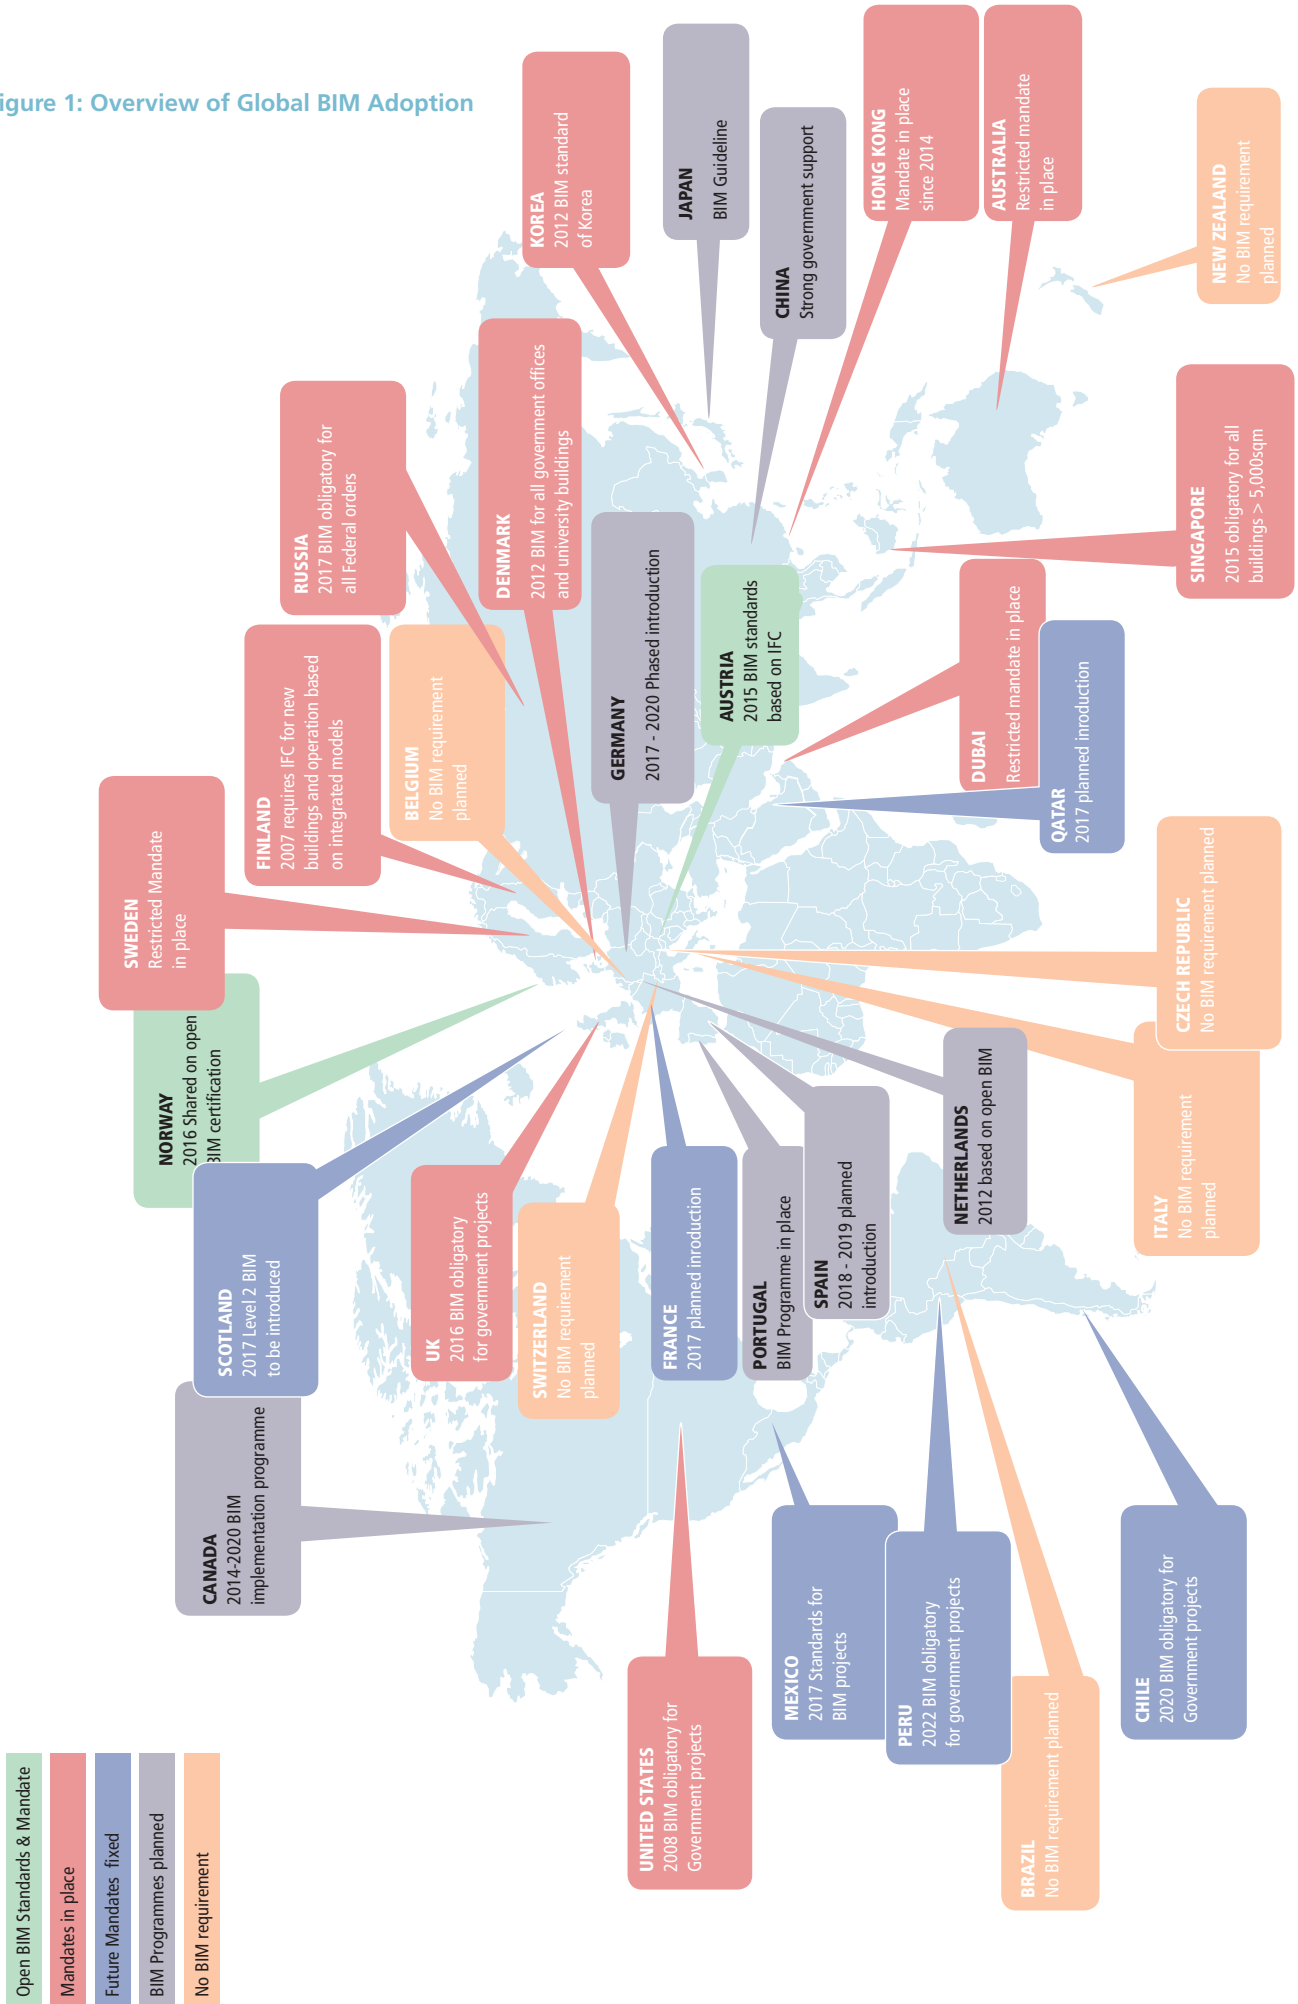 igure 1: Overview of Global BIM Adoption
Open BIM Standards & Mandate
Mandates in place
Future Mandates fixed
BIM Programmes planned
No BIM requirement
CANADA
2014-2020 BIM
implementation programme
SCOTLAND
2017 Level 2 BIM
to be introduced
NORWAY
2016 Shared on open
BIM certification
SWEDEN
Restricted Mandate
in place
FINLAND
2007 requires IFC for new
buildings and operation based
on integrated models
RUSSIA
2017 BIM obligatory for
all Federal orders
BELGIUM
No BIM requirement
planned
DENMARK
2012 BIM for all government offices
and university buildings
KOREA
2012 BIM standard
of Korea
UK
2016 BIM obligatory
for government projects
SWITZERLAND
No BIM requirement
planned
GERMANY
2017 - 2020 Phased introduction
JAPAN
BIM Guideline
UNITED STATES
2008 BIM obligatory for
Government projects
FRANCE
2017 planned inroduction
AUSTRIA
2015 BIM standards
based on IFC
CHINA
Strong government support
PORTUGAL
BIM Programme in place
SPAIN
2018 - 2019 planned
introduction
HONG KONG
Mandate in place
since 2014
MEXICO
2017 Standards for
BIM projects
PERU
2022 BIM obligatory
for government projects
NETHERLANDS
2012 based on open BIM
DUBAI
Restricted mandate in place
QATAR
2017 planned inroduction
AUSTRALIA
Restricted mandate
in place
BRAZIL
No BIM requirement planned
CHILE
2020 BIM obligatory for
Government projects
ITALY
No BIM requirement
planned
CZECH REPUBLIC
No BIM requirement planned
SINGAPORE
2015 obligatory for all
buildings > 5,000sqm
NEW ZEALAND
No BIM requirement
planned